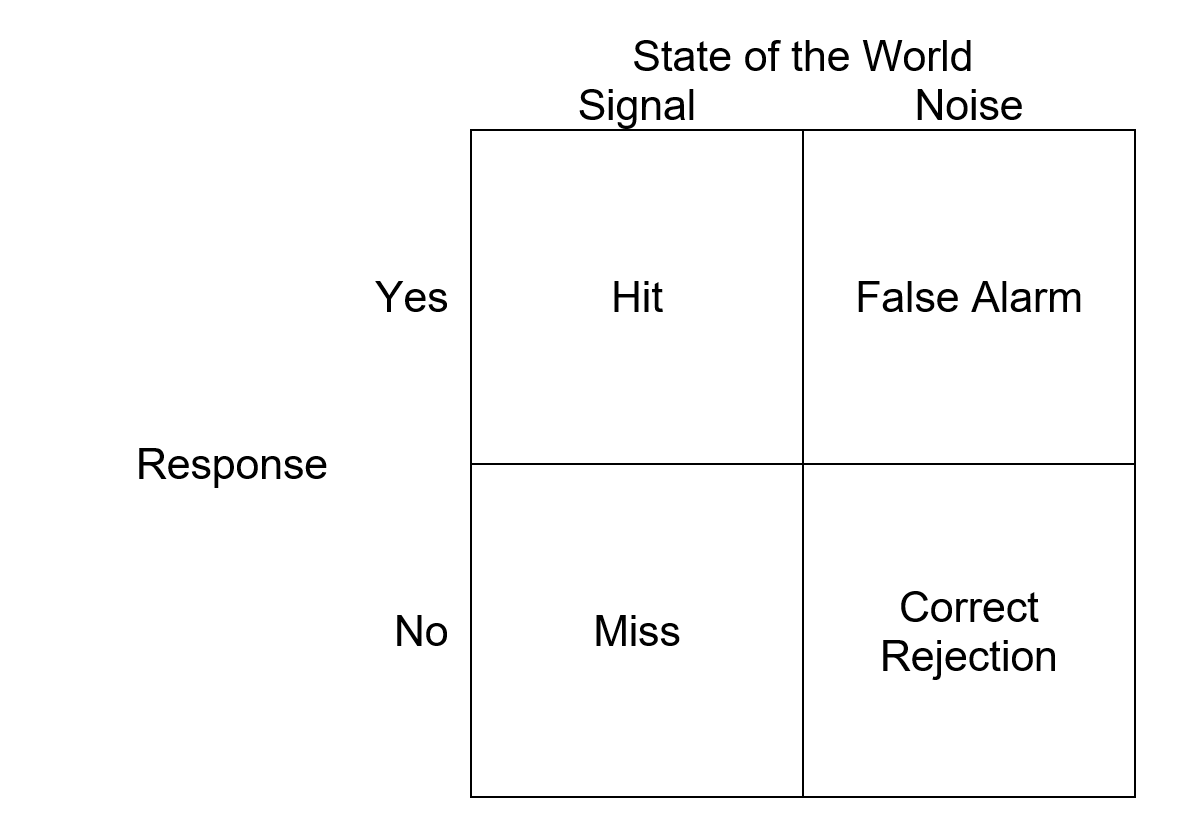 State of the World
Signal Noise
Yes Hit False Alarm
Response
No Miss Correct
Rejection